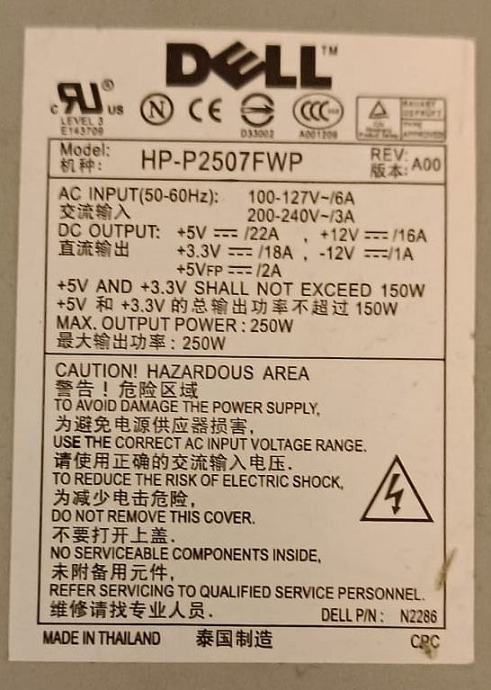 DELL™
c RU® US
LEVEL 3
E143709
N
CE
D33002
CCC
A001209
Model:
机种: HP-P2507FWP
REV:
版本: A00
AC INPUT(50-60Hz): 100-127V~/6A
交流输入 200-240V~/3A
DC OUTPUT: +5V ⎓ /22A , +12V ⎓ /16A
直流输出 +3.3V ⎓ /18A , -12V ⎓ /1A
+5VFP ⎓ /2A
+5V AND +3.3V SHALL NOT EXCEED 150W
+5V 和 +3.3V 的总输出功率不超过 150W
MAX. OUTPUT POWER : 250W
最大输出功率 : 250W
CAUTION! HAZARDOUS AREA
警告！危险区域
TO AVOID DAMAGE THE POWER SUPPLY,
为避免电源供应器损害,
USE THE CORRECT AC INPUT VOLTAGE RANGE.
请使用正确的交流输入电压.
TO REDUCE THE RISK OF ELECTRIC SHOCK,
为减少电击危险,
DO NOT REMOVE THIS COVER.
不要打开上盖.
NO SERVICEABLE COMPONENTS INSIDE,
未附备用元件,
REFER SERVICING TO QUALIFIED SERVICE PERSONNEL.
维修请找专业人员.
DELL P/N: N2286
MADE IN THAILAND 泰国制造 CPC